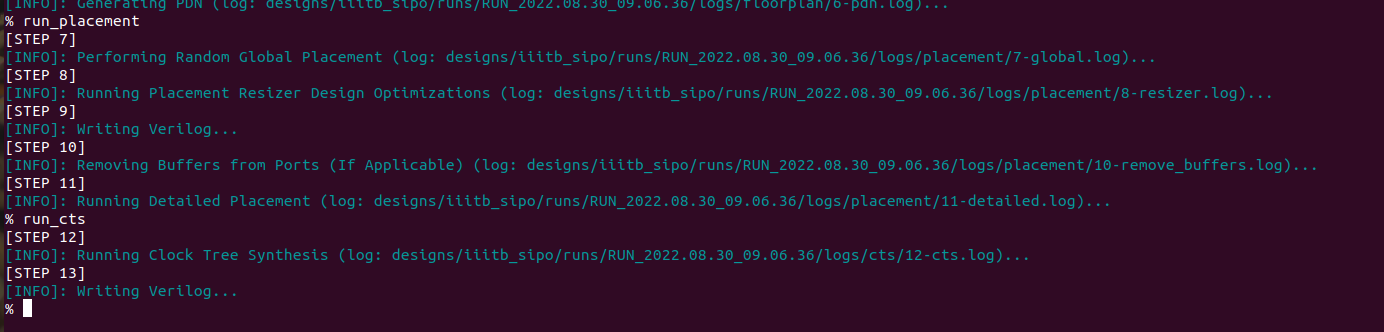 [INFO]: Generating PDN (log: designs/iiitb_sipo/runs/RUN_2022.08.30_09.06.36/logs/floorplan/6-pdn.log)...
% run_placement
[STEP 7]
[INFO]: Performing Random Global Placement (log: designs/iiitb_sipo/runs/RUN_2022.08.30_09.06.36/logs/placement/7-global.log)...
[STEP 8]
[INFO]: Running Placement Resizer Design Optimizations (log: designs/iiitb_sipo/runs/RUN_2022.08.30_09.06.36/logs/placement/8-resizer.log)...
[STEP 9]
[INFO]: Writing Verilog...
[STEP 10]
[INFO]: Removing Buffers from Ports (If Applicable) (log: designs/iiitb_sipo/runs/RUN_2022.08.30_09.06.36/logs/placement/10-remove_buffers.log)...
[STEP 11]
[INFO]: Running Detailed Placement (log: designs/iiitb_sipo/runs/RUN_2022.08.30_09.06.36/logs/placement/11-detailed.log)...
% run_cts
[STEP 12]
[INFO]: Running Clock Tree Synthesis (log: designs/iiitb_sipo/runs/RUN_2022.08.30_09.06.36/logs/cts/12-cts.log)...
[STEP 13]
[INFO]: Writing Verilog...
%